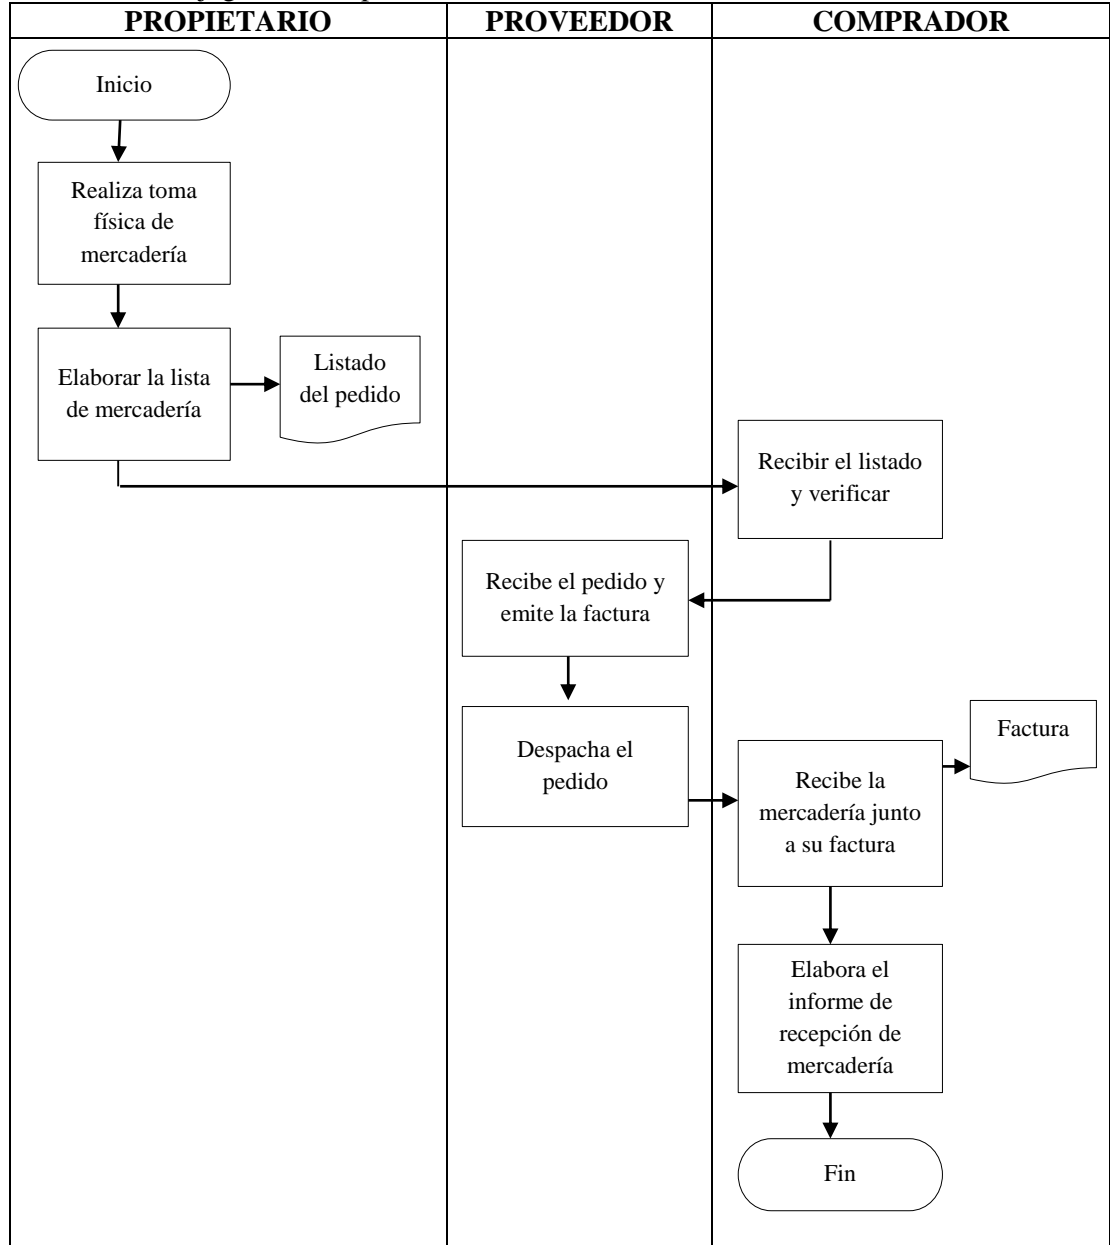 PROPIETARIO
PROVEEDOR
COMPRADOR
Inicio
Realiza toma
física de
mercadería
Elaborar la lista
de mercadería
Listado
del pedido
Recibir el listado
y verificar
Recibe el pedido y
emite la factura
Despacha el
pedido
Factura
Recibe la
mercadería junto
a su factura
Elabora el
informe de
recepción de
mercadería
Fin